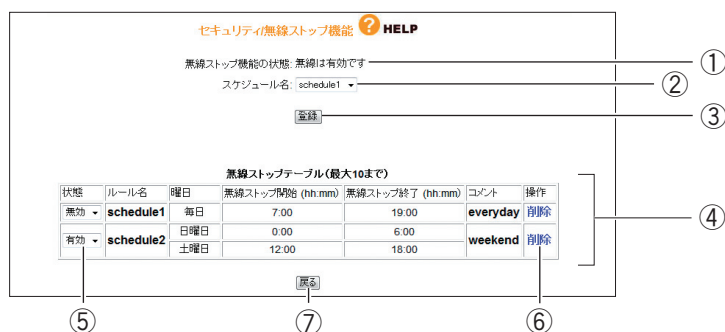 セキュリティ/無線ストップ機能 ? HELP
無線ストップ機能の状態: 無線は有効です ①
スケジュール名: schedule1 ②
登録 ③
無線ストップテーブル(最大10まで)
状態 ルール名 曜日 無線ストップ開始 (hh:mm) 無線ストップ終了 (hh:mm) コメント 操作
無効 schedule1 毎日 7:00 19:00 everyday 削除
④
有効 schedule2 日曜日 0:00 6:00 weekend 削除
土曜日 12:00 18:00
戻る
⑤ ⑦ ⑥